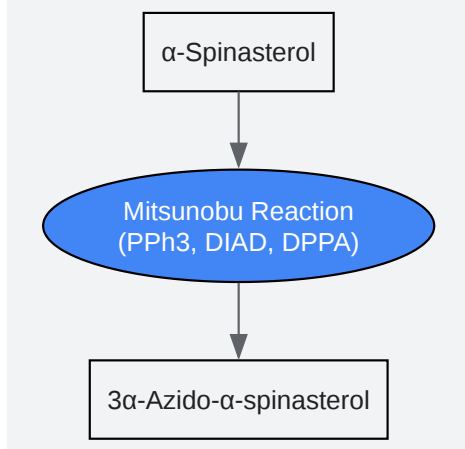 α-Spinasterol
Mitsunobu Reaction
(PPh3, DIAD, DPPA)
3α-Azido-α-spinasterol